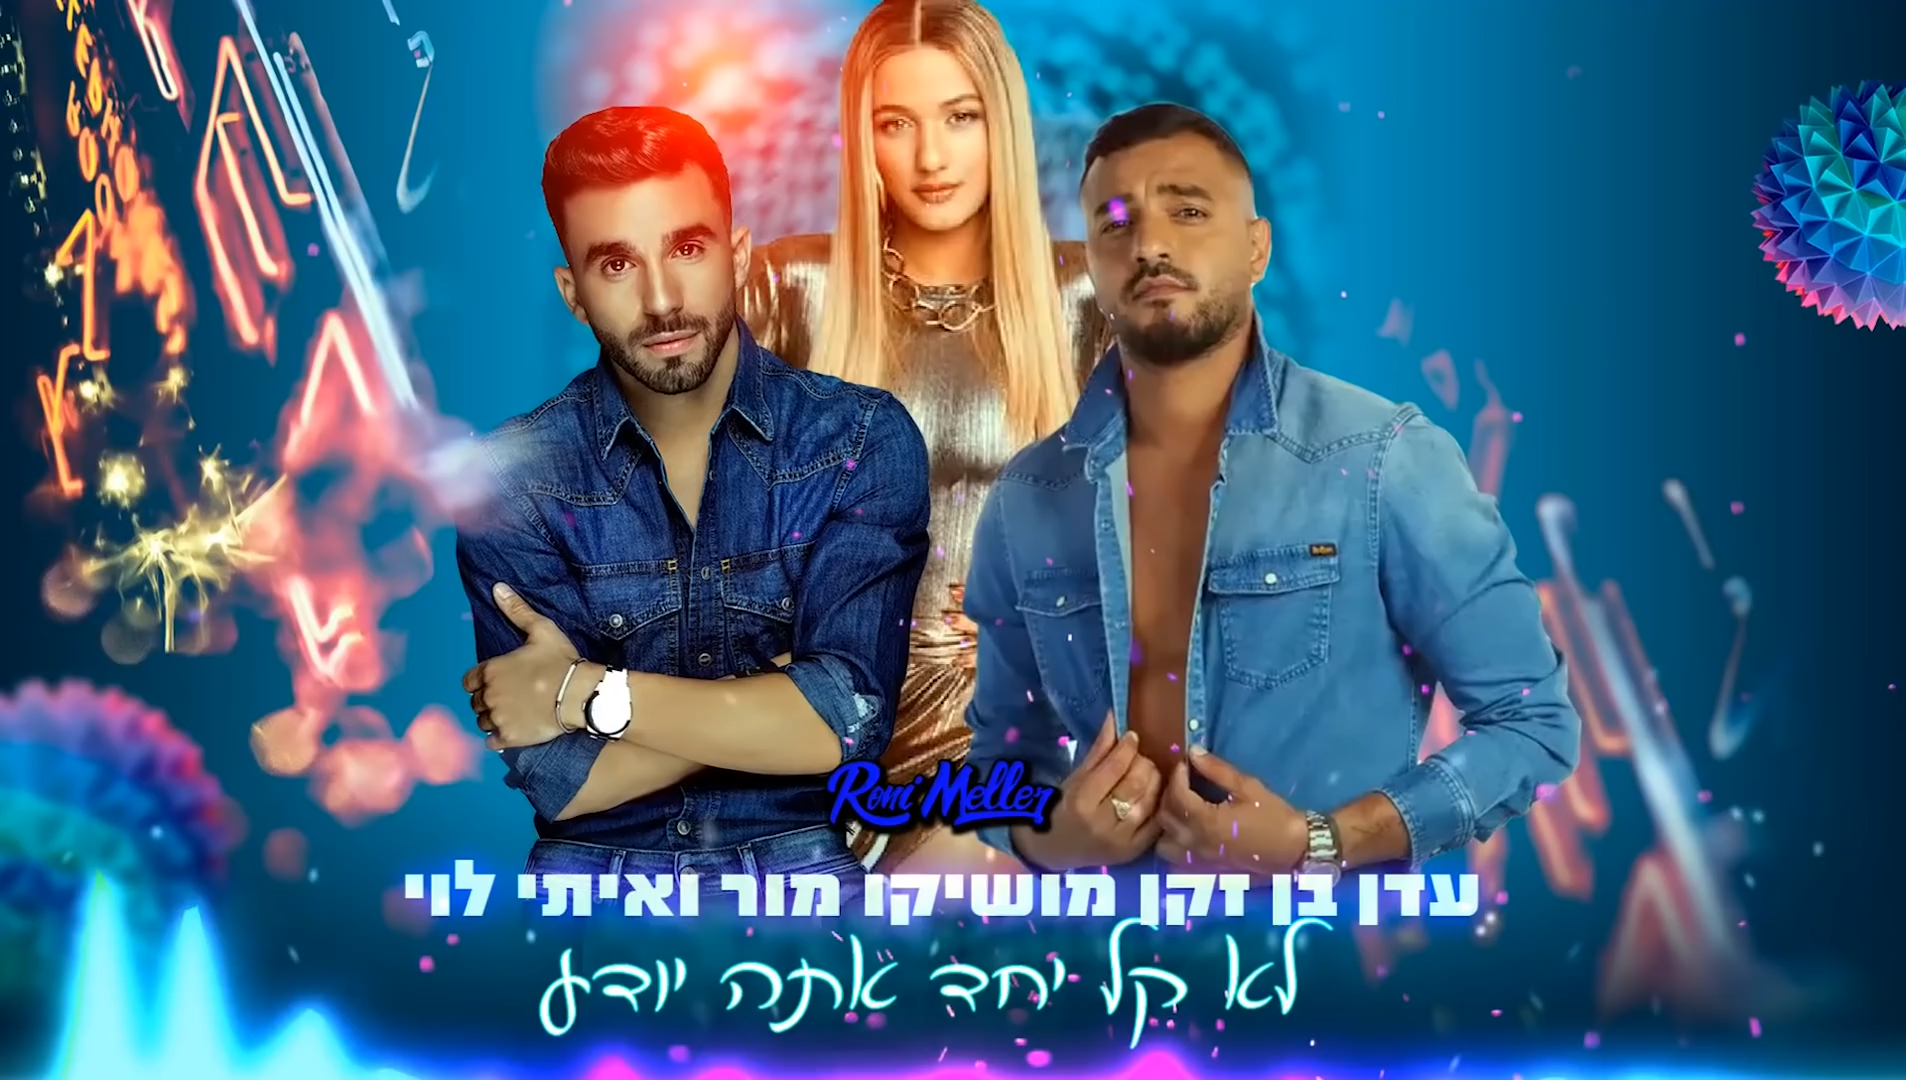 Roni Meller
עדן בן זקן מושיקו מור ואיתי לוי
לא קל יחד אתה יודע